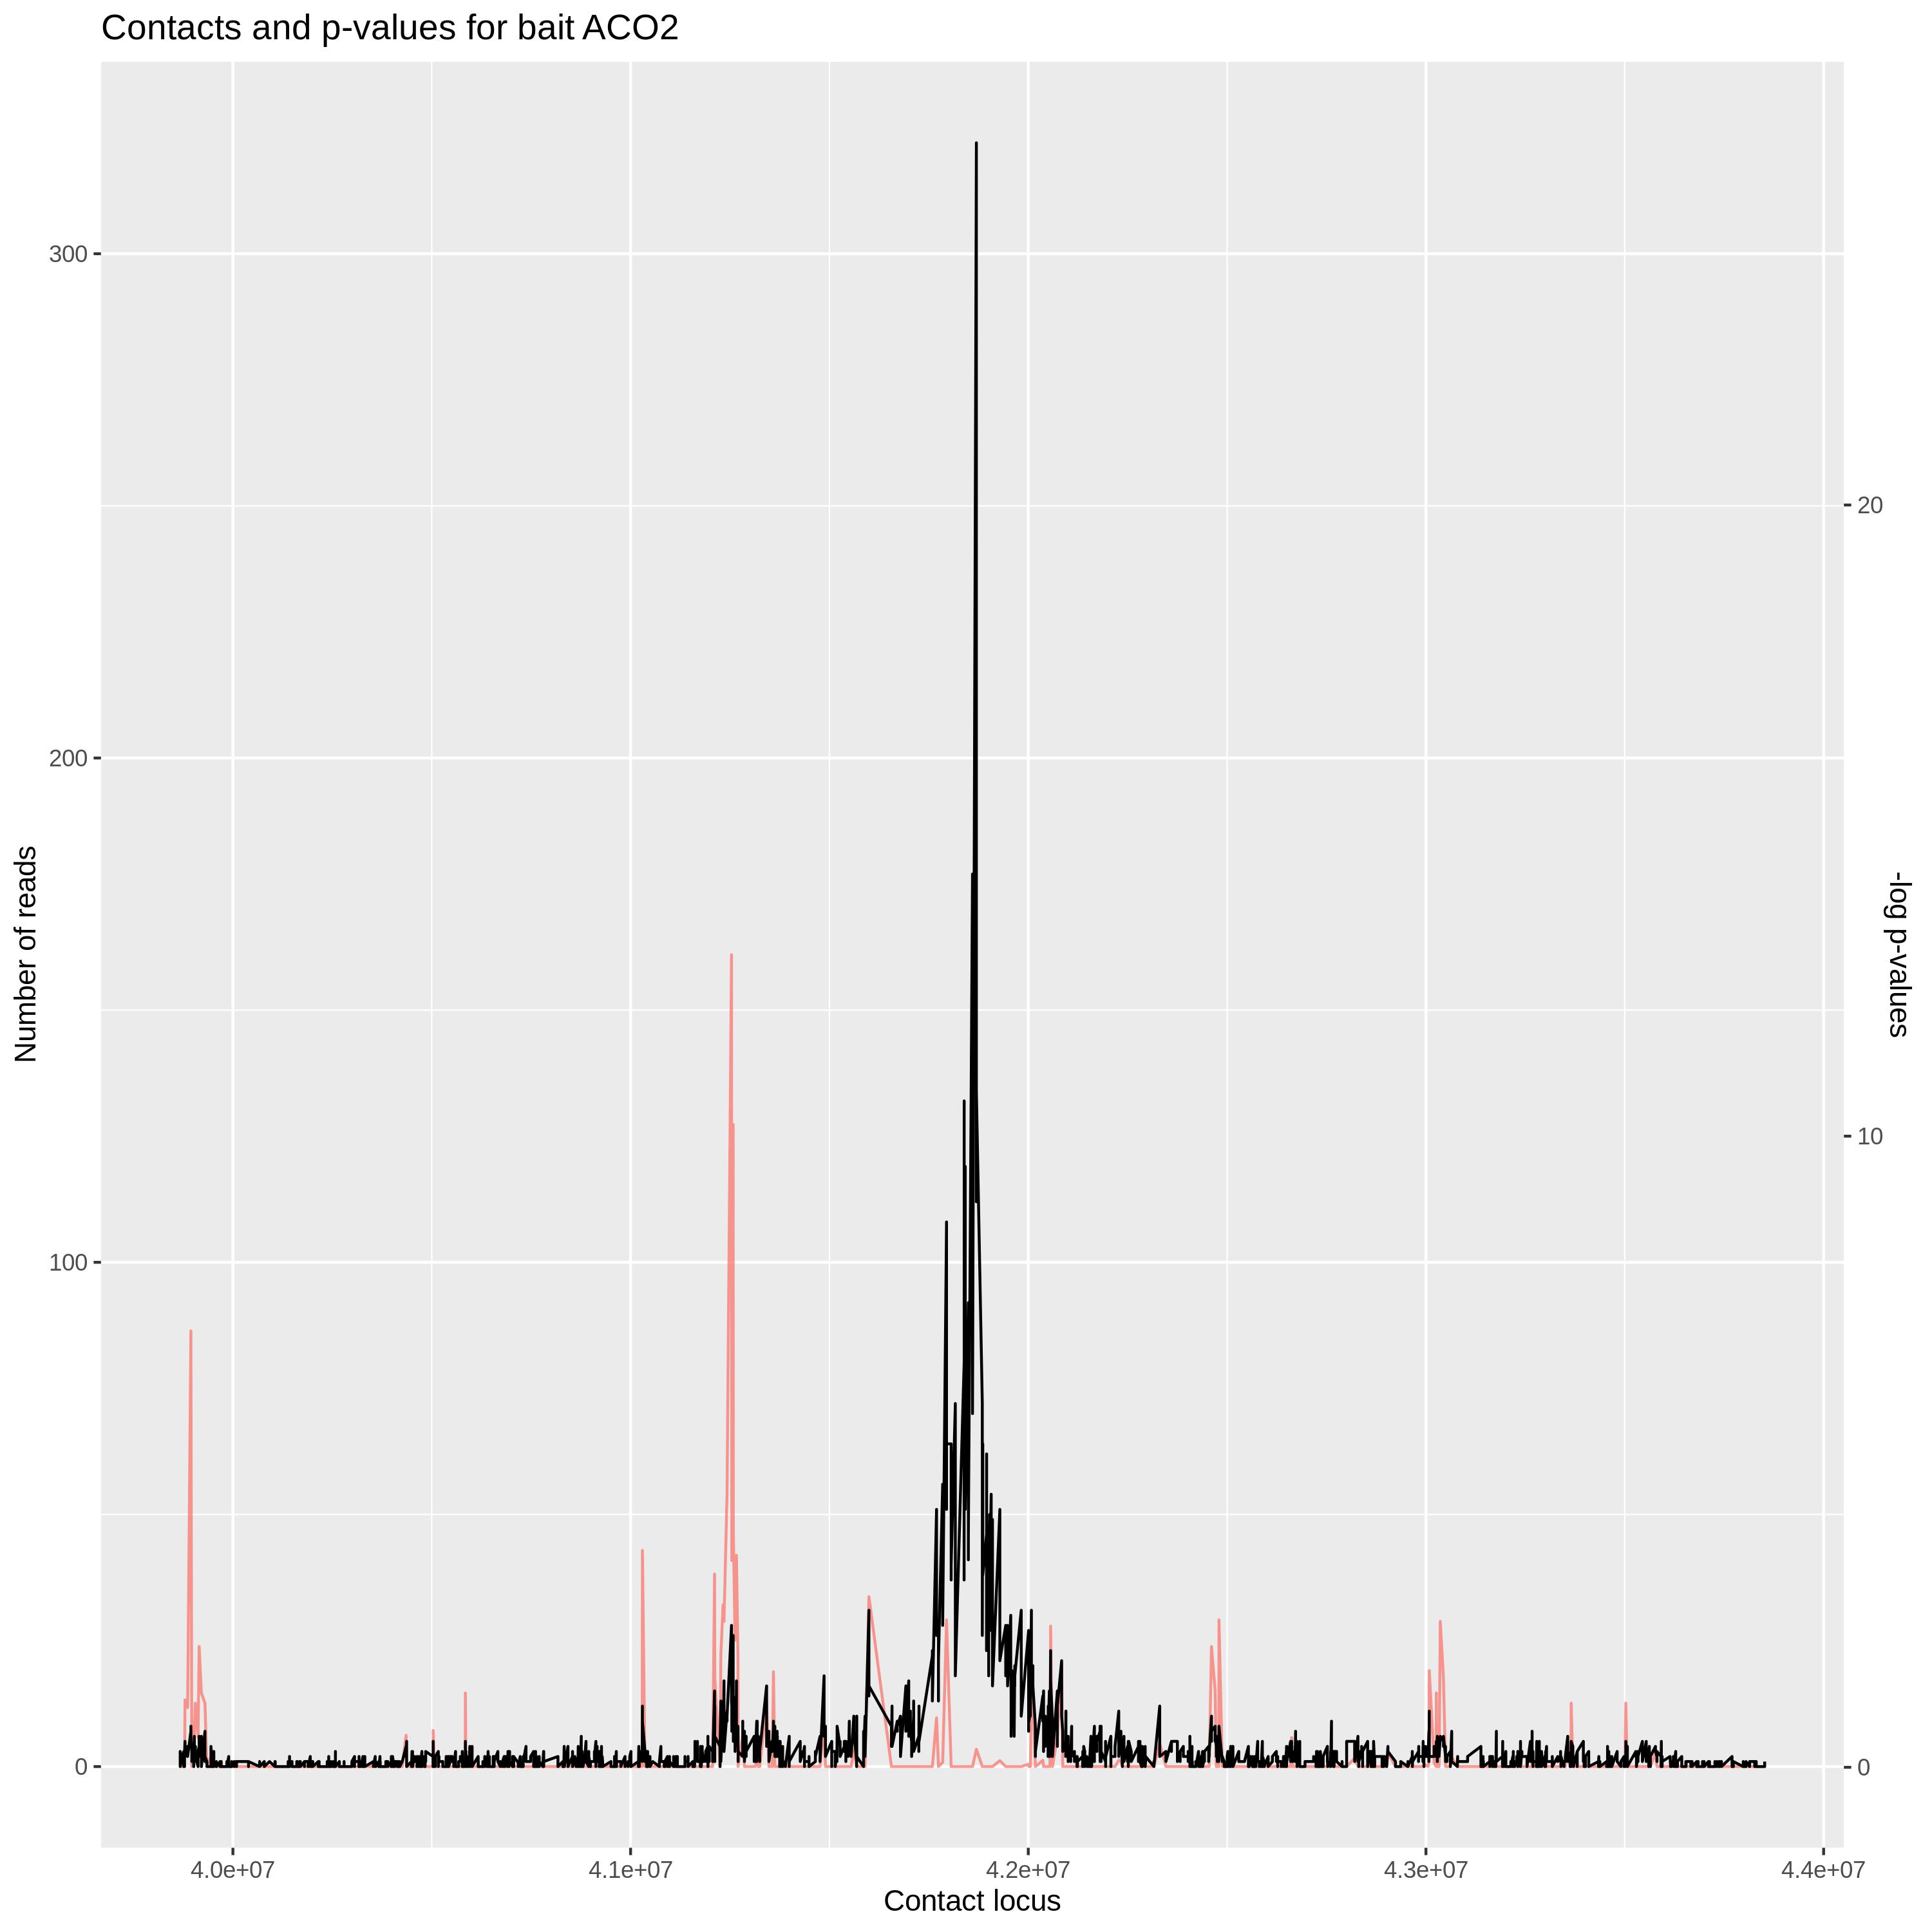 Contacts and p-values for bait ACO2
300
200
100
0
20
10
0
Number of reads
-log p-values
4.0e+07
4.1e+07
4.2e+07
4.3e+07
4.4e+07
Contact locus